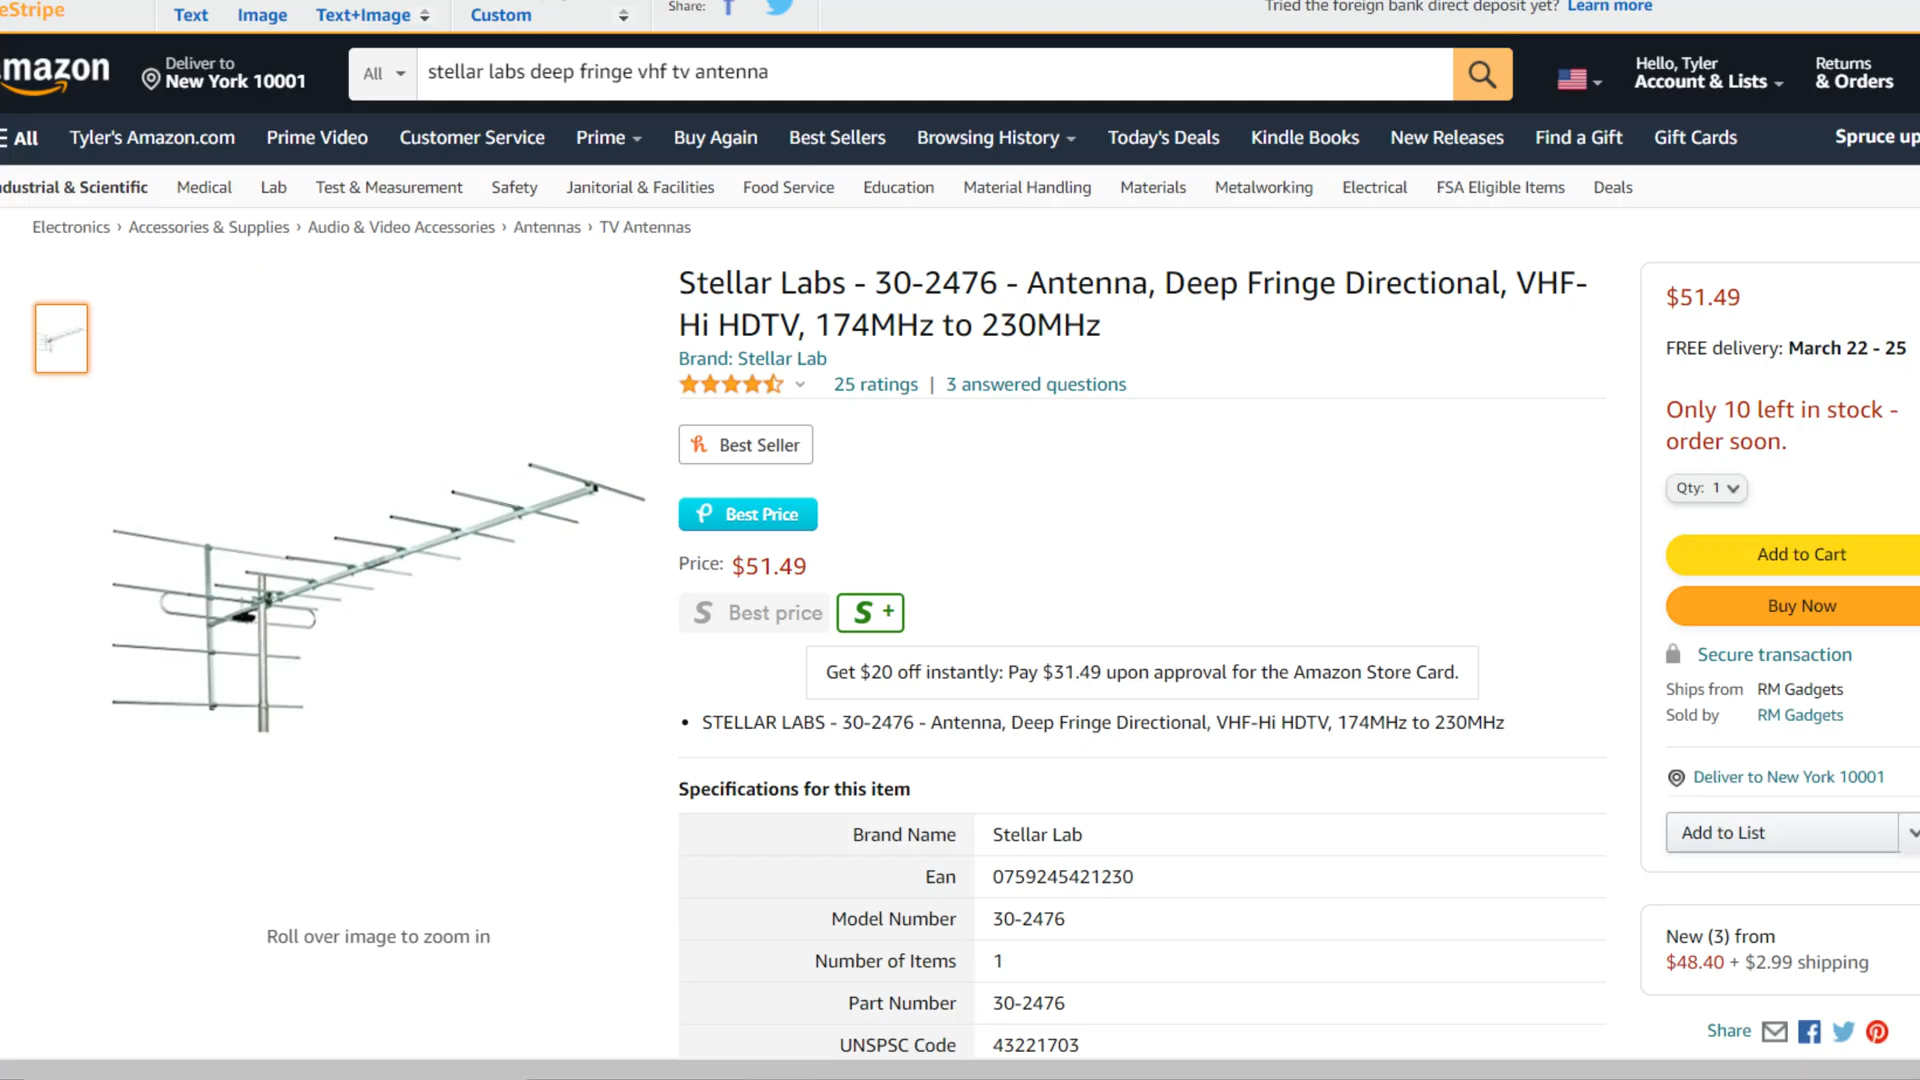 eStripe
Text Image Text+Image Custom Share:
Tried the foreign bank direct deposit yet? Learn more
mazon
Deliver to
New York 10001
All stellar labs deep fringe vhf tv antenna
Hello, Tyler
Account & Lists
Returns
& Orders
All Tyler's Amazon.com Prime Video Customer Service Prime Buy Again Best Sellers Browsing History Today's Deals Kindle Books New Releases Find a Gift Gift Cards Spruce up
ndustrial & Scientific Medical Lab Test & Measurement Safety Janitorial & Facilities Food Service Education Material Handling Materials Metalworking Electrical FSA Eligible Items Deals
Electronics › Accessories & Supplies › Audio & Video Accessories › Antennas › TV Antennas
Stellar Labs - 30-2476 - Antenna, Deep Fringe Directional, VHF-
Hi HDTV, 174MHz to 230MHz
Brand: Stellar Lab
25 ratings | 3 answered questions
Best Seller
Best Price
Price: $51.49
S Best price S +
Get $20 off instantly: Pay $31.49 upon approval for the Amazon Store Card.
• STELLAR LABS - 30-2476 - Antenna, Deep Fringe Directional, VHF-Hi HDTV, 174MHz to 230MHz
Specifications for this item
Brand Name Stellar Lab
Ean 0759245421230
Model Number 30-2476
Number of Items 1
Part Number 30-2476
UNSPSC Code 43221703
Roll over image to zoom in
$51.49
FREE delivery: March 22 - 25
Only 10 left in stock -
order soon.
Qty: 1
Add to Cart
Buy Now
Secure transaction
Ships from RM Gadgets
Sold by RM Gadgets
Deliver to New York 10001
Add to List
New (3) from
$48.40 + $2.99 shipping
Share